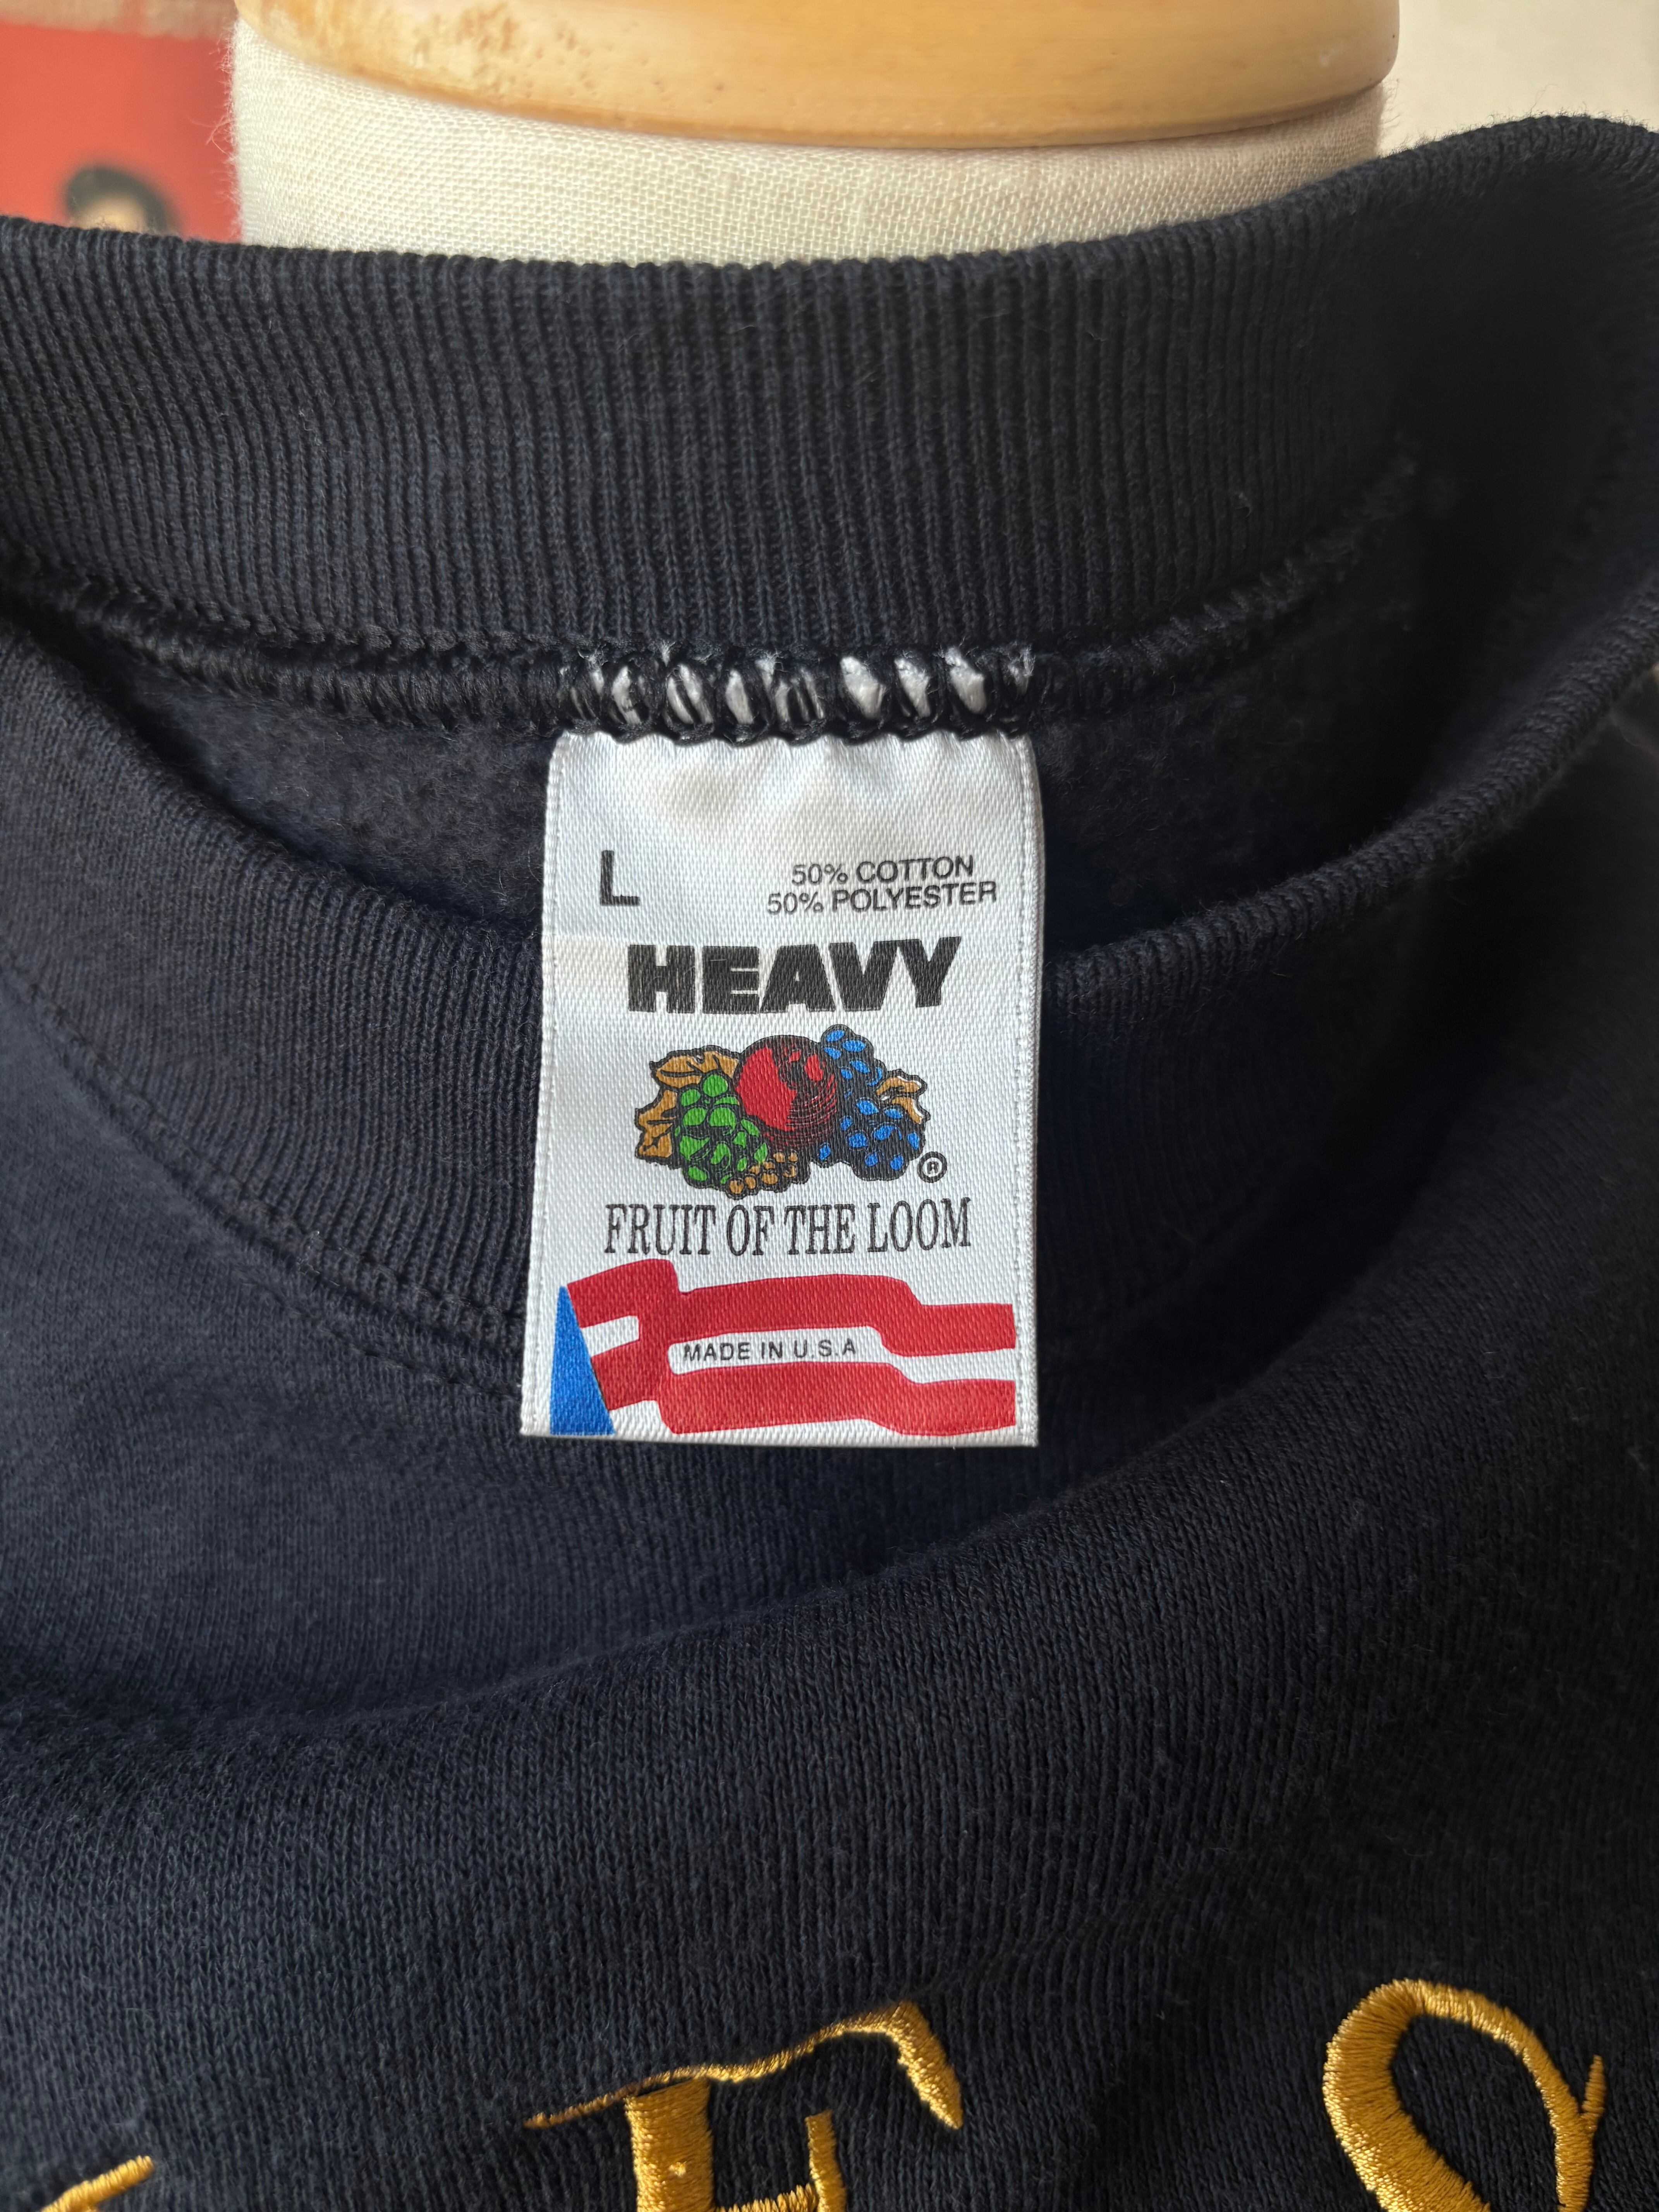 L
50% COTTON
50% POLYESTER
HEAVY
®
FRUIT OF THE LOOM
MADE IN U.S.A